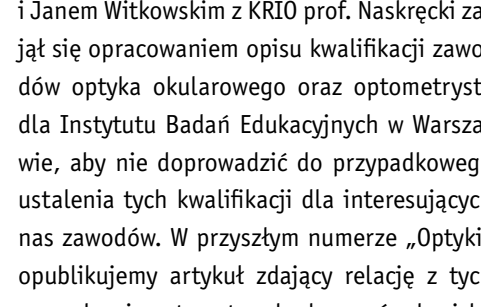 i Janem Witkowskim z KRIO prof. Naskręcki za
jął się opracowaniem opisu kwalifikacji zawo
dów optyka okularowego oraz optometryst
dla Instytutu Badań Edukacyjnych w Warsza
wie, aby nie doprowadzić do przypadkoweg
ustalenia tych kwalifikacji dla interesującyc
nas zawodów. W przyszłym numerze „Optyki
opublikujemy artykuł zdający relację z tyc